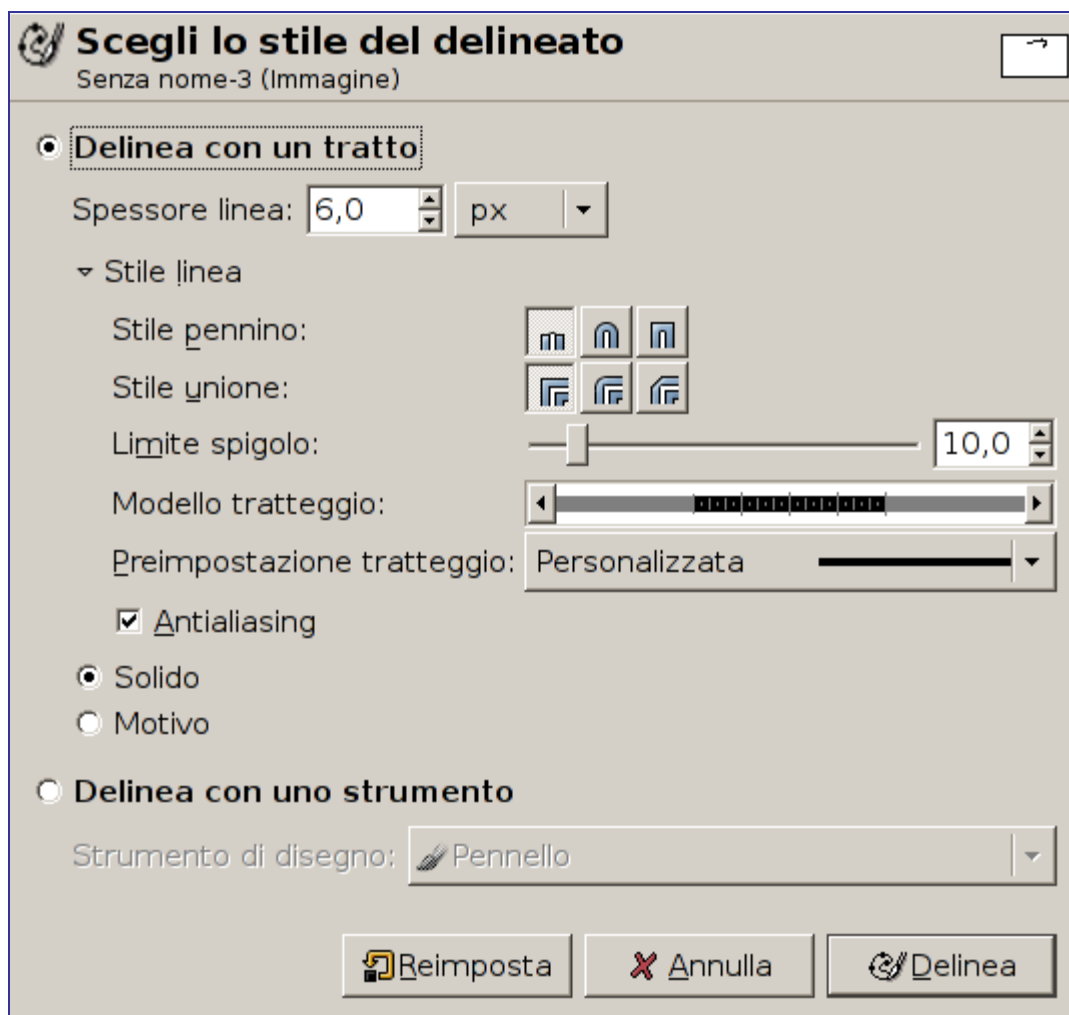 Scegli lo stile del delineato
Senza nome-3 (Immagine)
Delinea con un tratto
Spessore linea: 6,0 px
Stile linea
Stile pennino:
Stile unione:
Limite spigolo: 10,0
Modello tratteggio:
Preimpostazione tratteggio: Personalizzata
Antialiasing
Solido
Motivo
Delinea con uno strumento
Strumento di disegno: Pennello
Reimposta Annulla Delinea